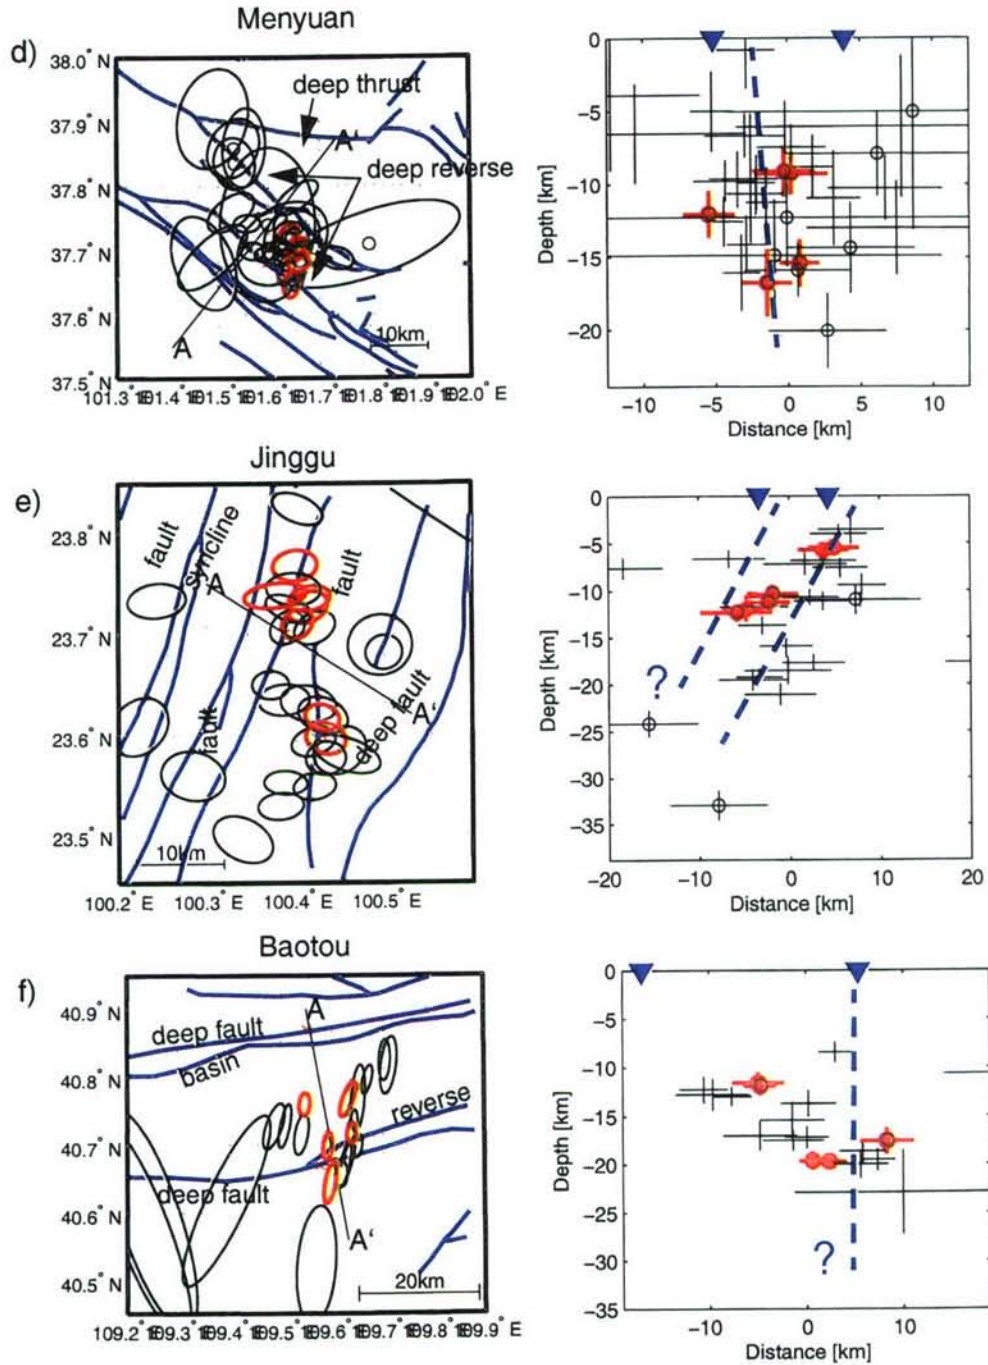 Menyuan
d)
38.0° N
37.9° N
37.8° N
37.7° N
37.6° N
37.5° N
deep thrust
A'
deep reverse
A
10km
0
−5
−10
−15
−20
Depth [km]
−10
−5
0
5
10
Distance [km]
Jinggu
e)
23.8° N
23.7° N
23.6° N
23.5° N
fault
syncline
A
fault
fault
deep fault
A'
10km
100.2° E
100.3° E
100.4° E
100.5° E
0
−5
−10
−15
−20
−25
−30
−35
Depth [km]
?
−20
−10
0
10
20
Distance [km]
Baotou
f)
40.9° N
40.8° N
40.7° N
40.6° N
40.5° N
A
deep fault
basin
reverse
deep fault
A'
20km
0
−5
−10
−15
−20
−25
−30
−35
Depth [km]
?
−10
0
10
Distance [km]